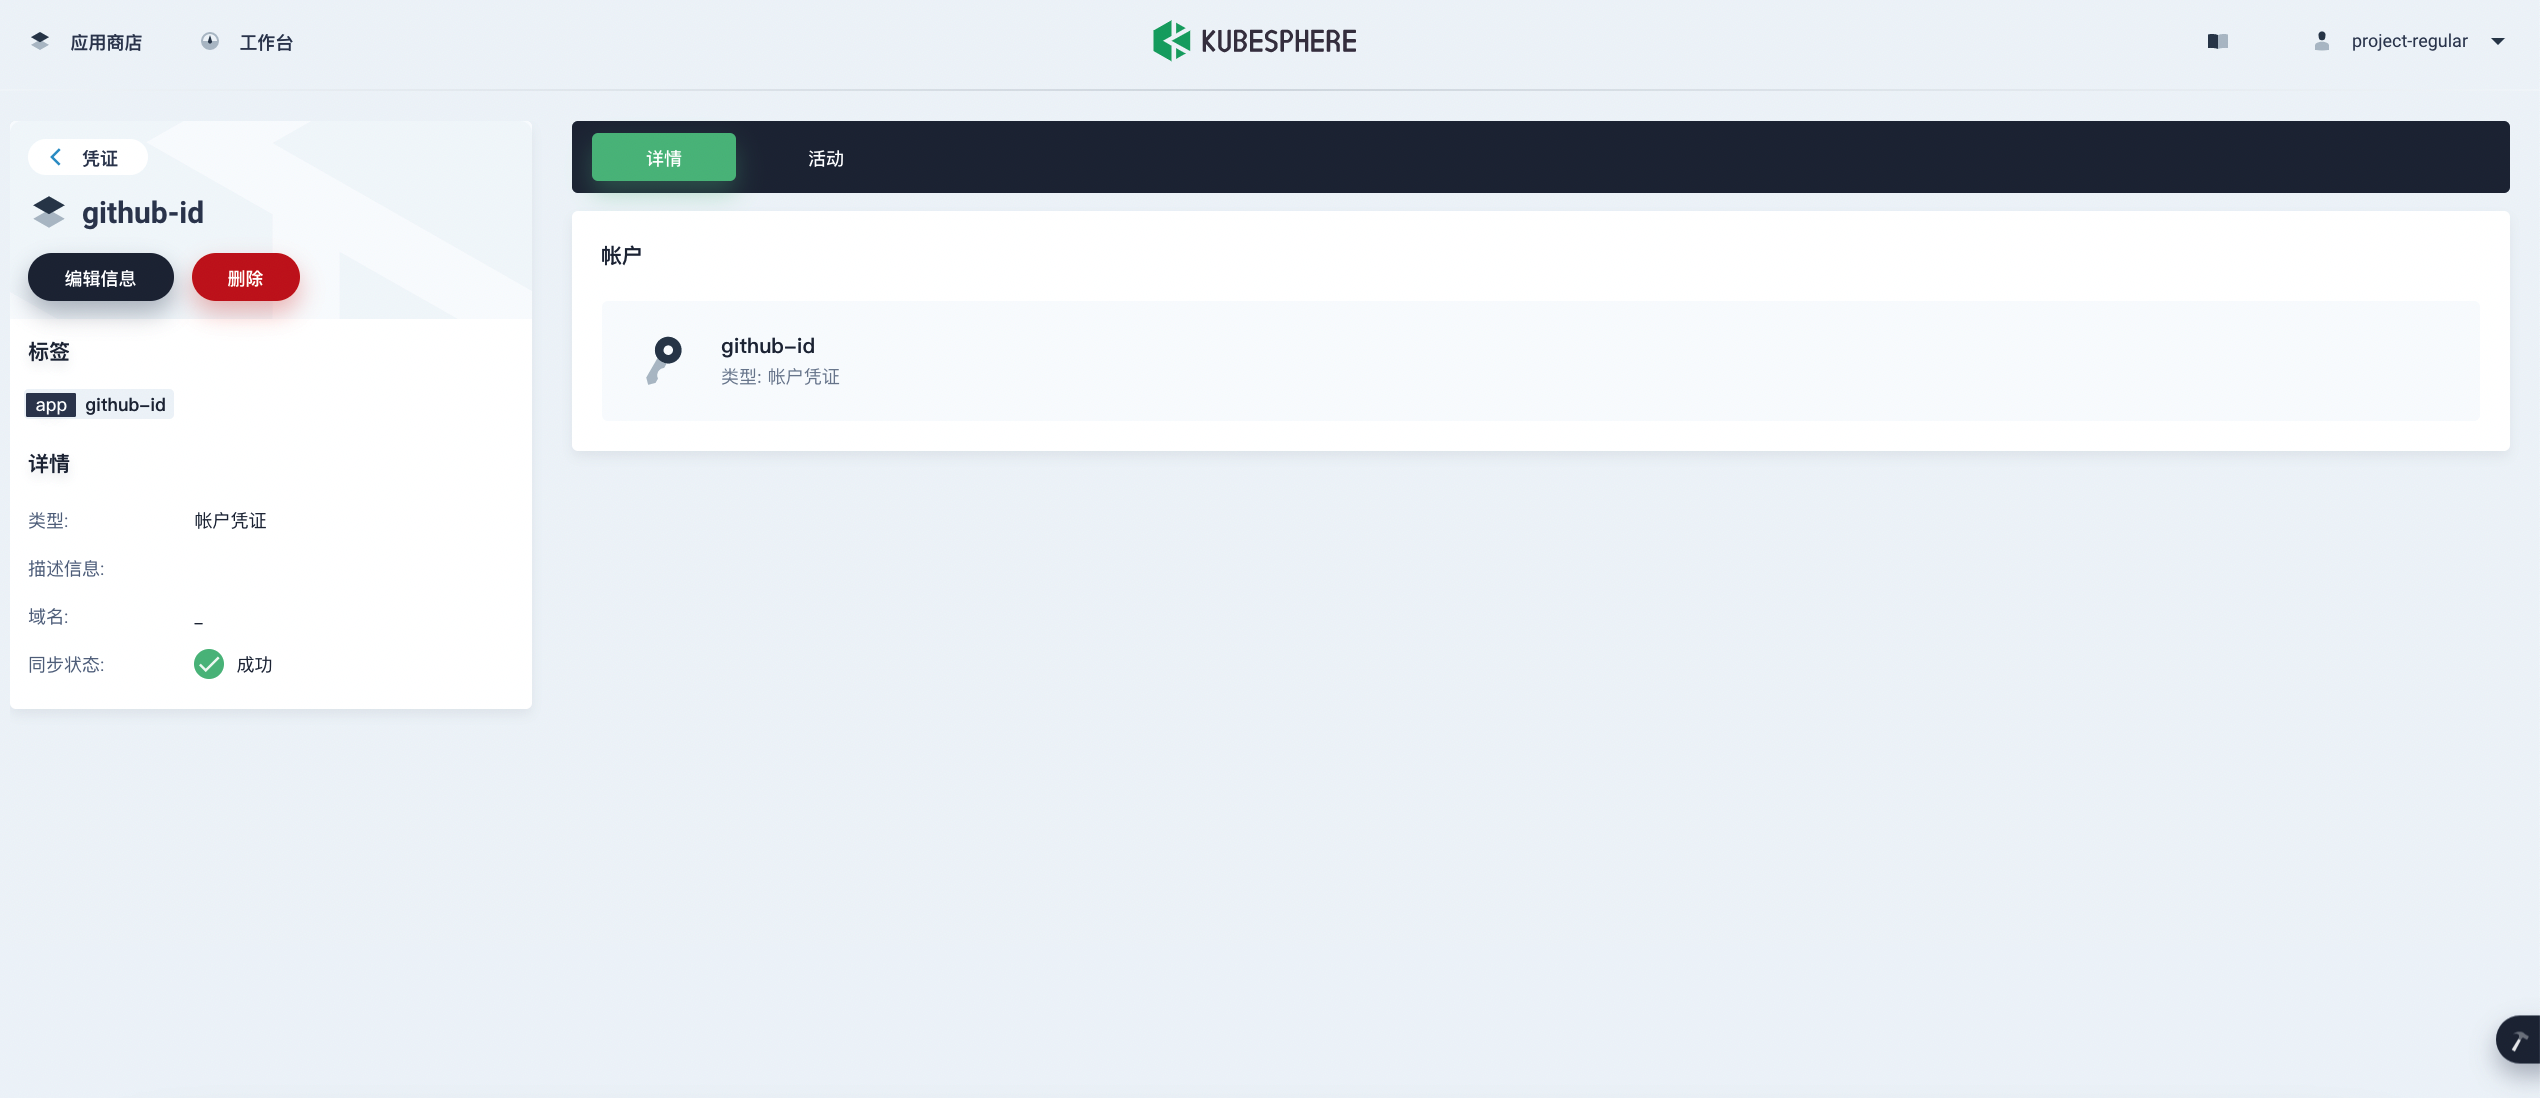 应用商店
工作台
KUBESPHERE
project-regular
凭证
github-id
编辑信息
删除
标签
app github-id
详情
类型: 帐户凭证
描述信息:
域名: _
同步状态: 成功
详情
活动
帐户
github-id
类型: 帐户凭证